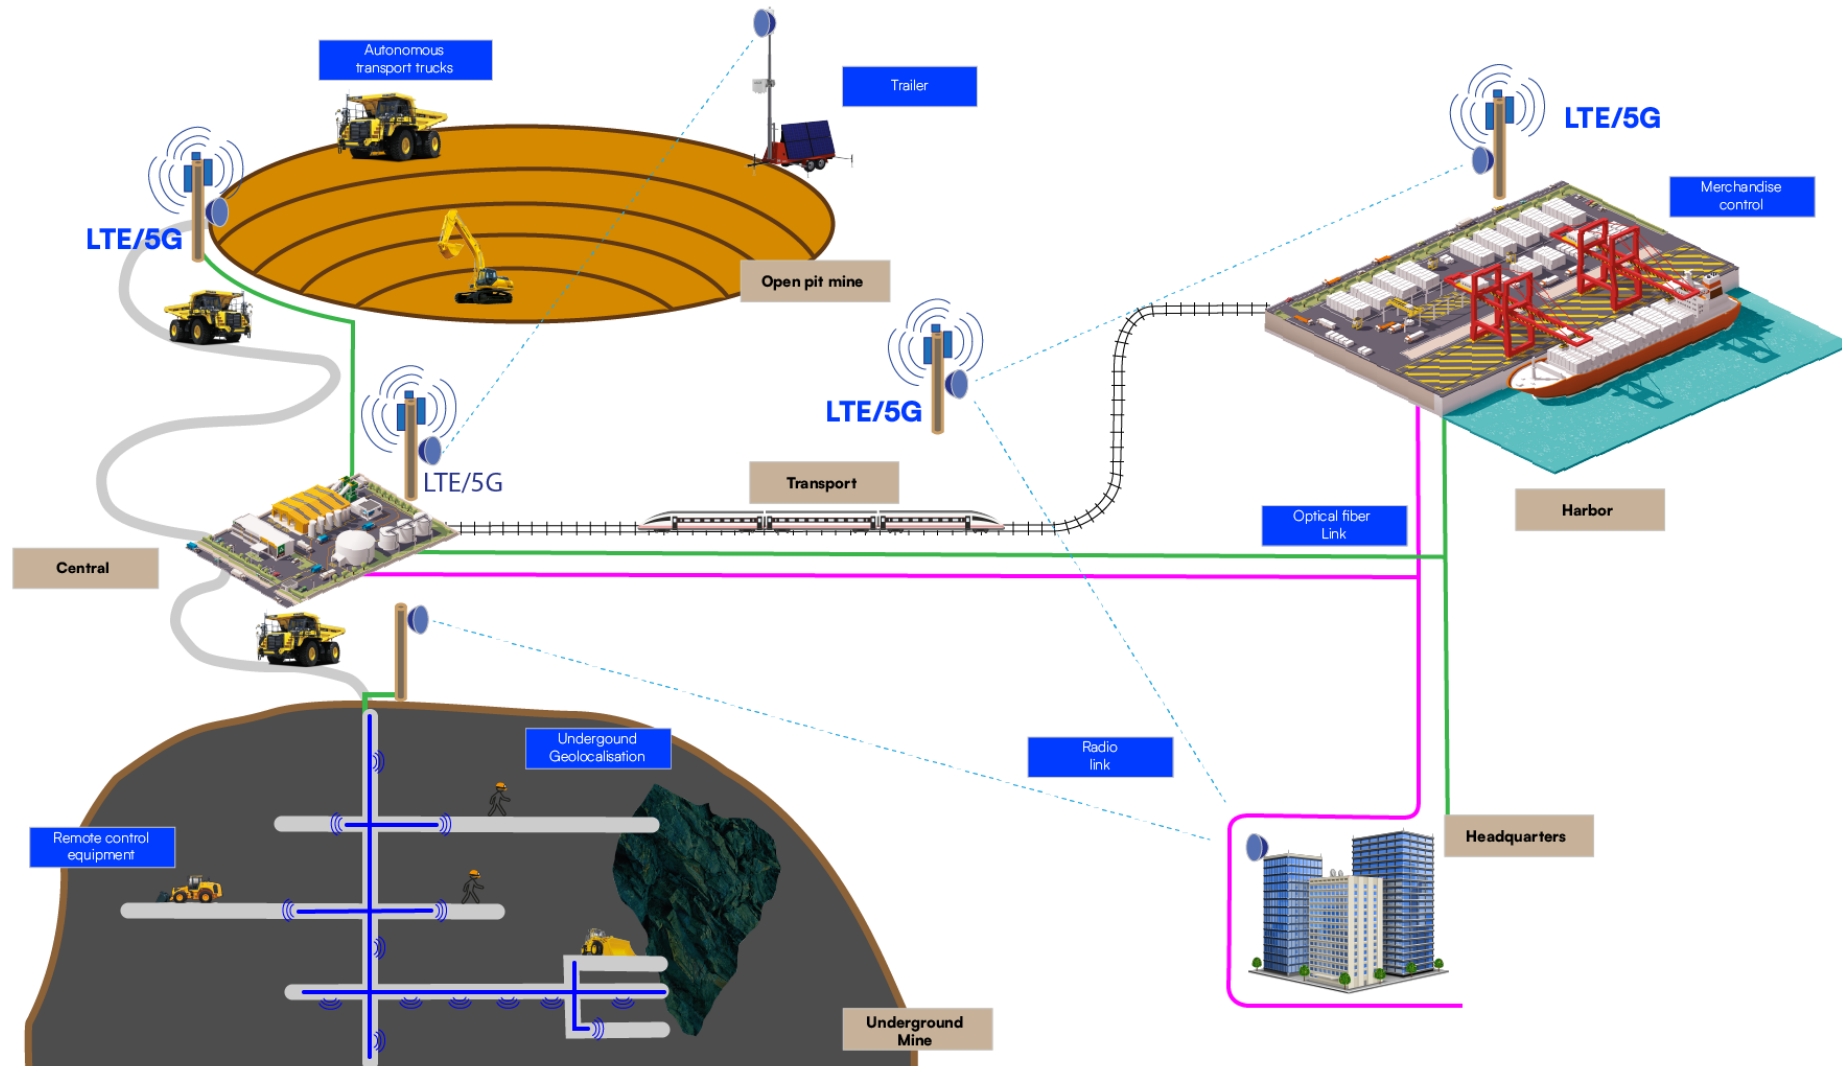 Autonomous
transport trucks
Trailer
LTE/5G
Merchandise
control
LTE/5G
Open pit mine
LTE/5G
LTE/5G
Transport
Harbor
Optical fiber
Link
Central
Undergound
Geolocalisation
Radio
link
Remote control
equipment
Headquarters
Underground
Mine